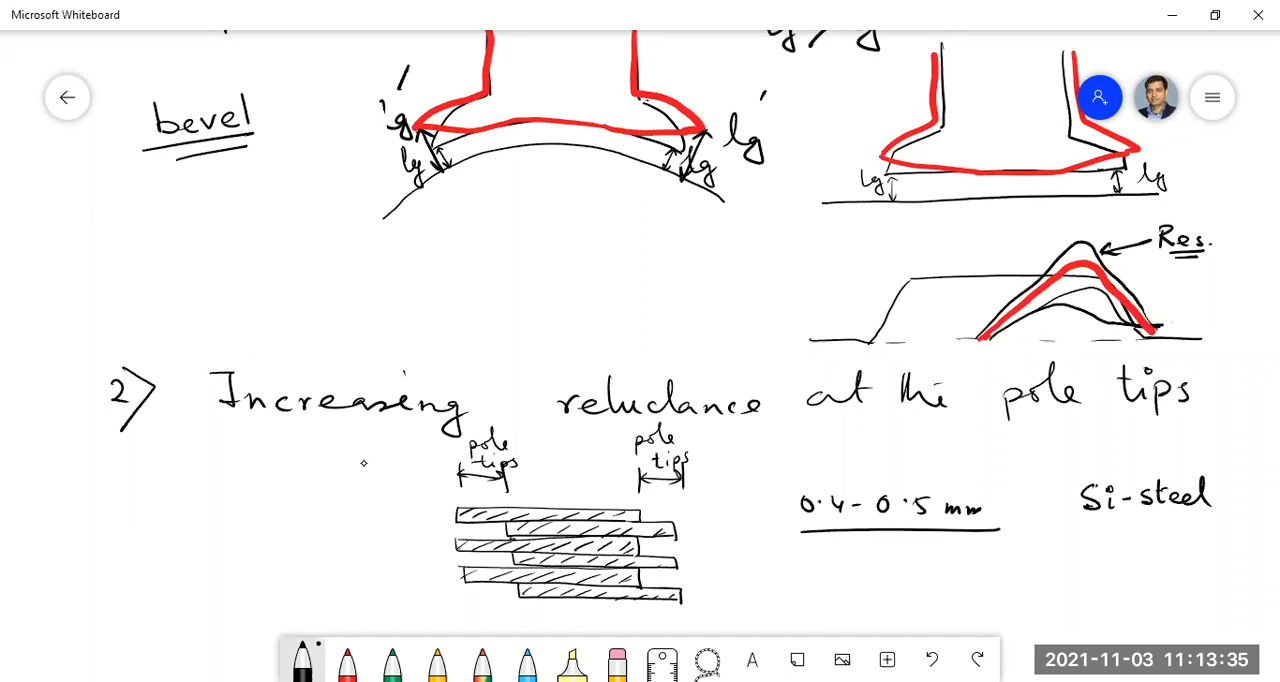 Microsoft Whiteboard
bevel
lg'
lg
lg
lg'
lg
lg
Res.
2) Increasing reluctance at the pole tips
pole tips
pole tips
0.4 - 0.5 mm
Si-steel
A
2021-11-03 11:13:35